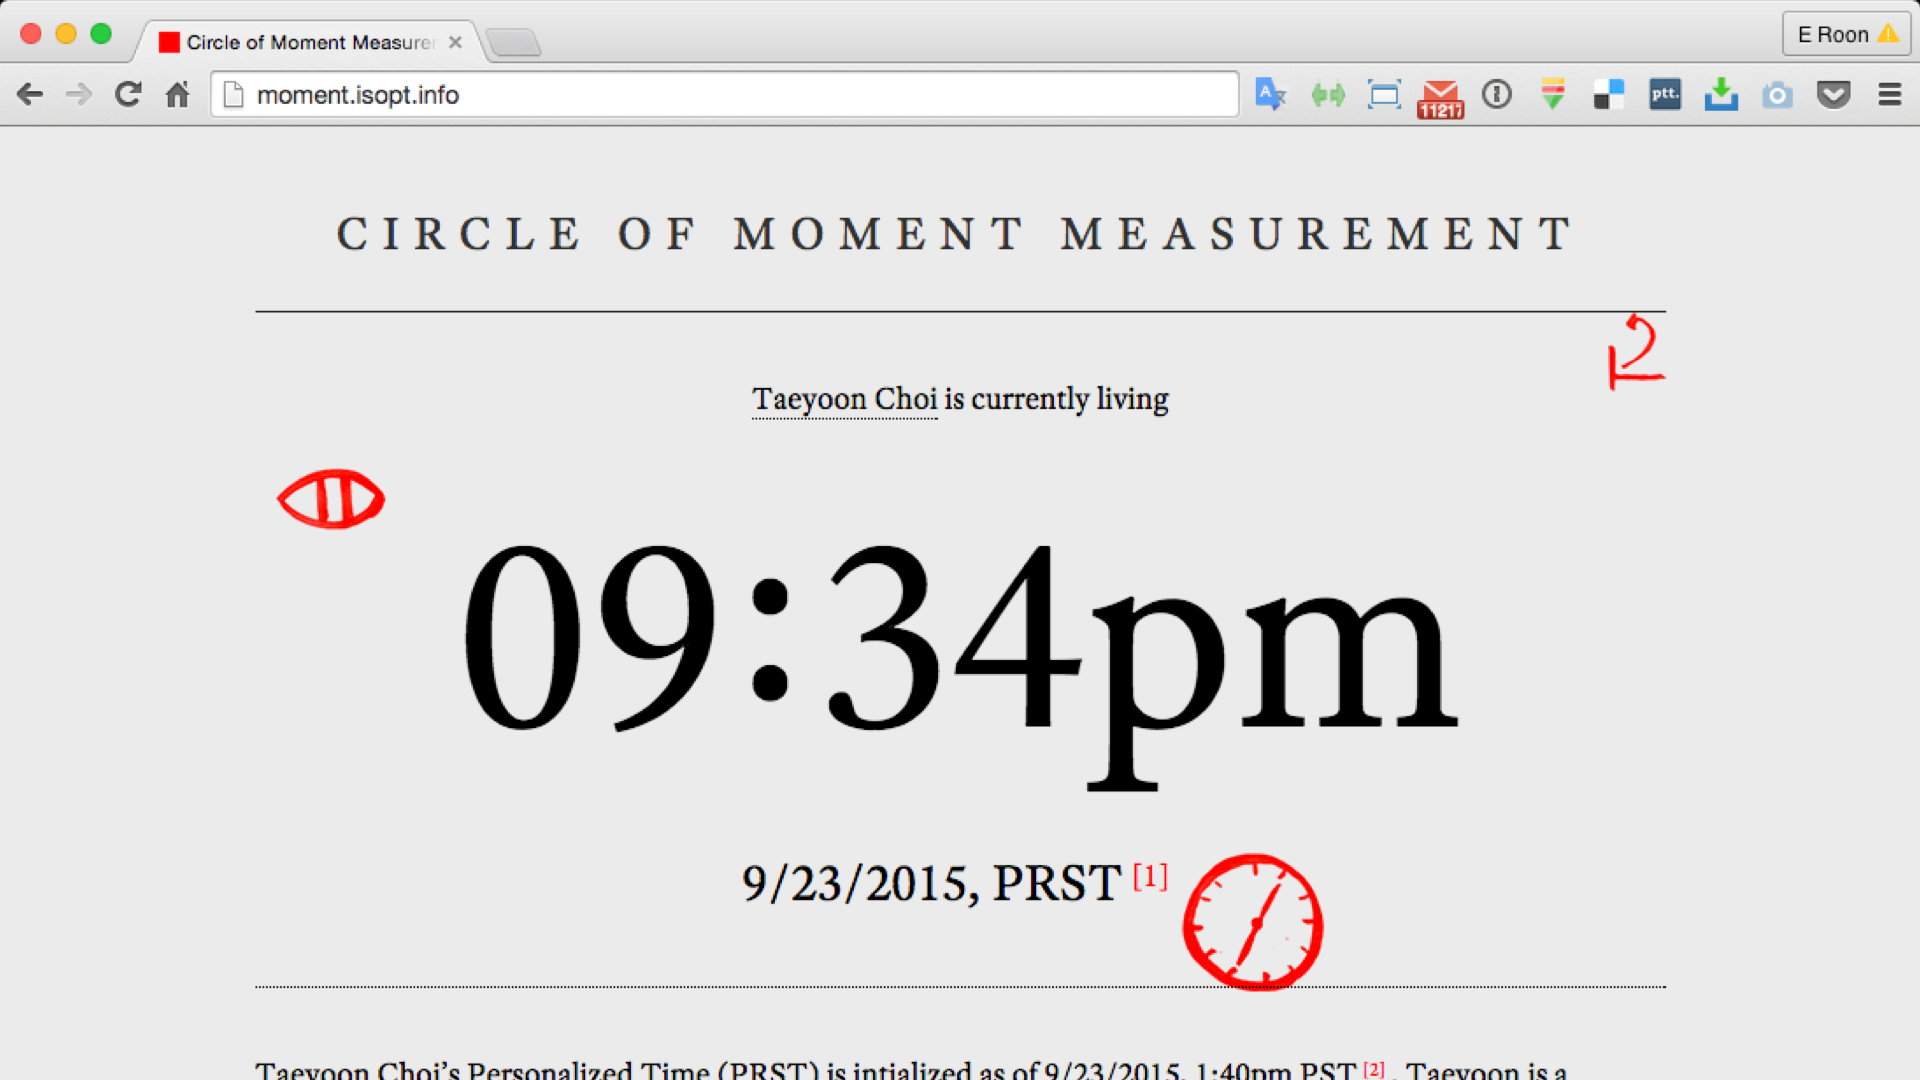 Circle of Moment Measurer
E Roon
moment.isopt.info
11217
ptt.
CIRCLE OF MOMENT MEASUREMENT
Taeyoon Choi is currently living
09:34pm
9/23/2015, PRST [1]
Taeyoon Choi's Personalized Time (PRST) is intialized as of 9/23/2015, 1:40pm PST [2] . Taeyoon is a